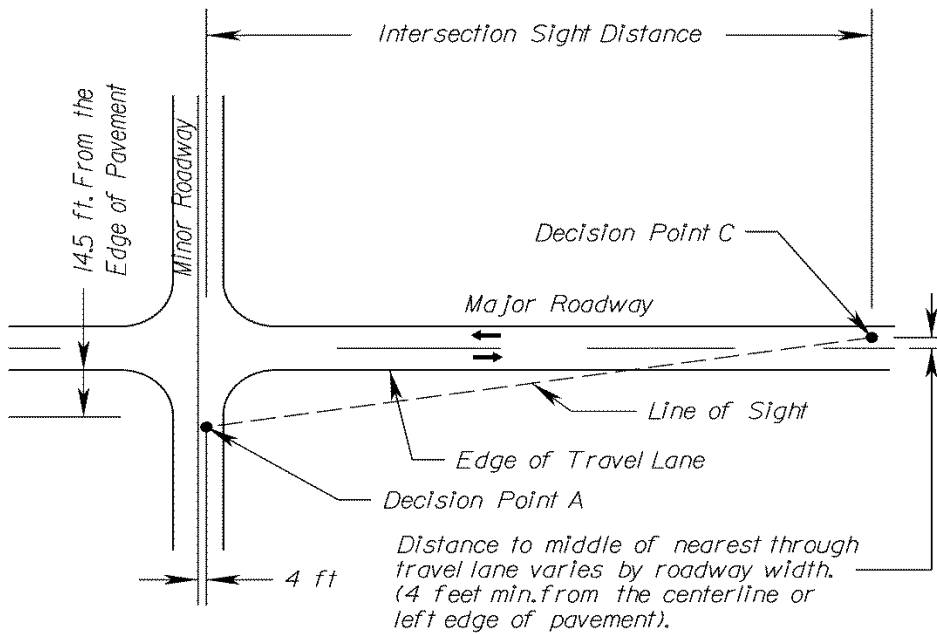 Intersection Sight Distance
14.5 ft. From the
Edge of Pavement
Minor Roadway
Decision Point C
Major Roadway
Line of Sight
Edge of Travel Lane
Decision Point A
4 ft
Distance to middle of nearest through
travel lane varies by roadway width.
(4 feet min. from the centerline or
left edge of pavement).